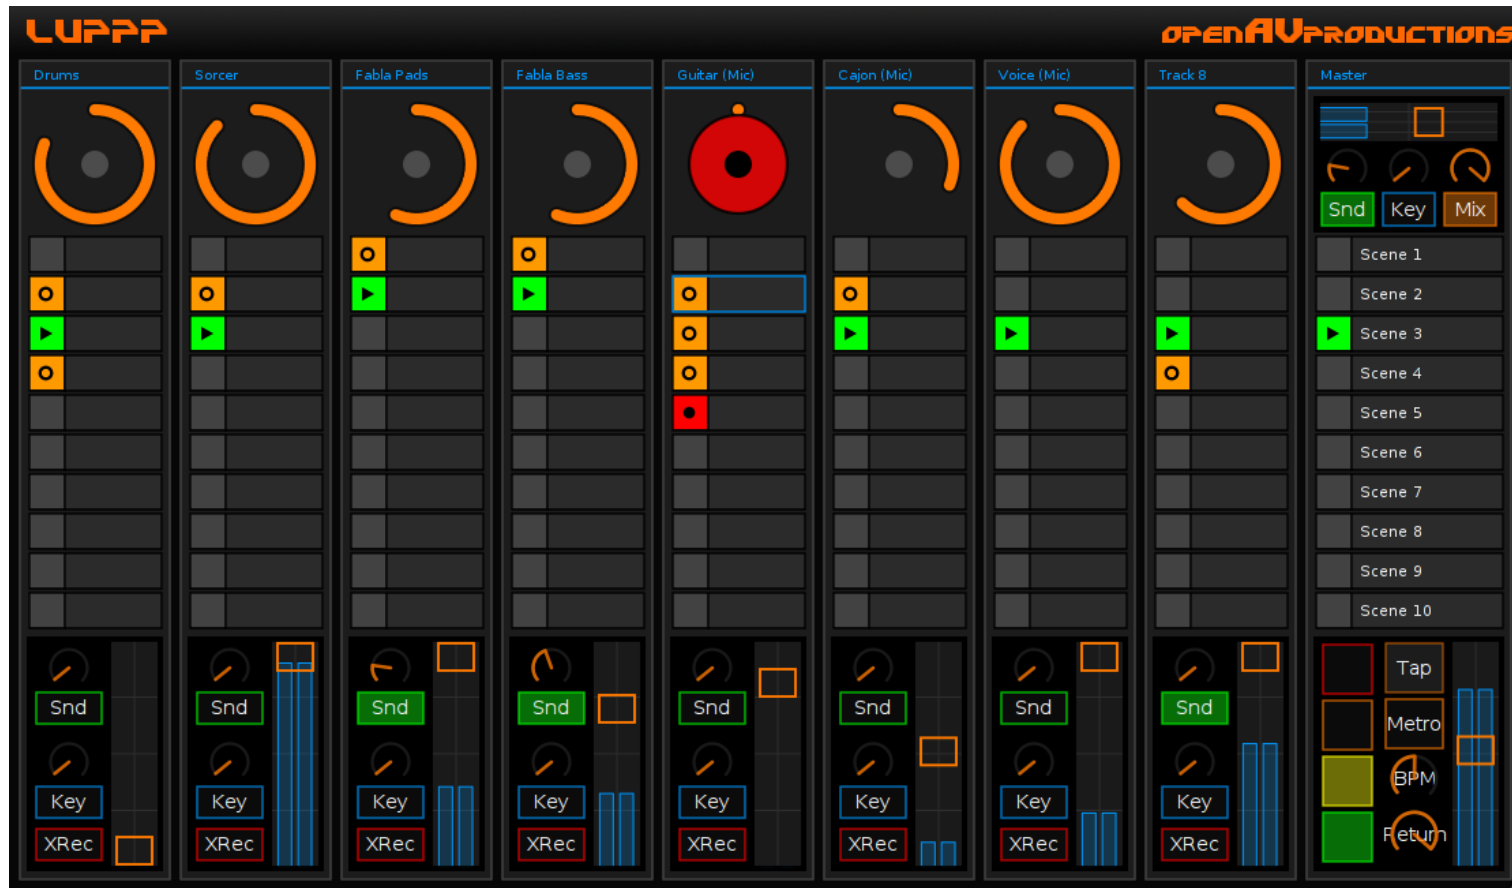 LUPPP
openAVproductions
Drums
Sorcer
Fabla Pads
Fabla Bass
Guitar (Mic)
Cajon (Mic)
Voice (Mic)
Track 8
Master
Snd
Key
Mix
Scene 1
Scene 2
Scene 3
Scene 4
Scene 5
Scene 6
Scene 7
Scene 8
Scene 9
Scene 10
Snd
Key
XRec
Snd
Key
XRec
Snd
Key
XRec
Snd
Key
XRec
Snd
Key
XRec
Snd
Key
XRec
Snd
Key
XRec
Snd
Key
XRec
Tap
Metro
BPM
Return